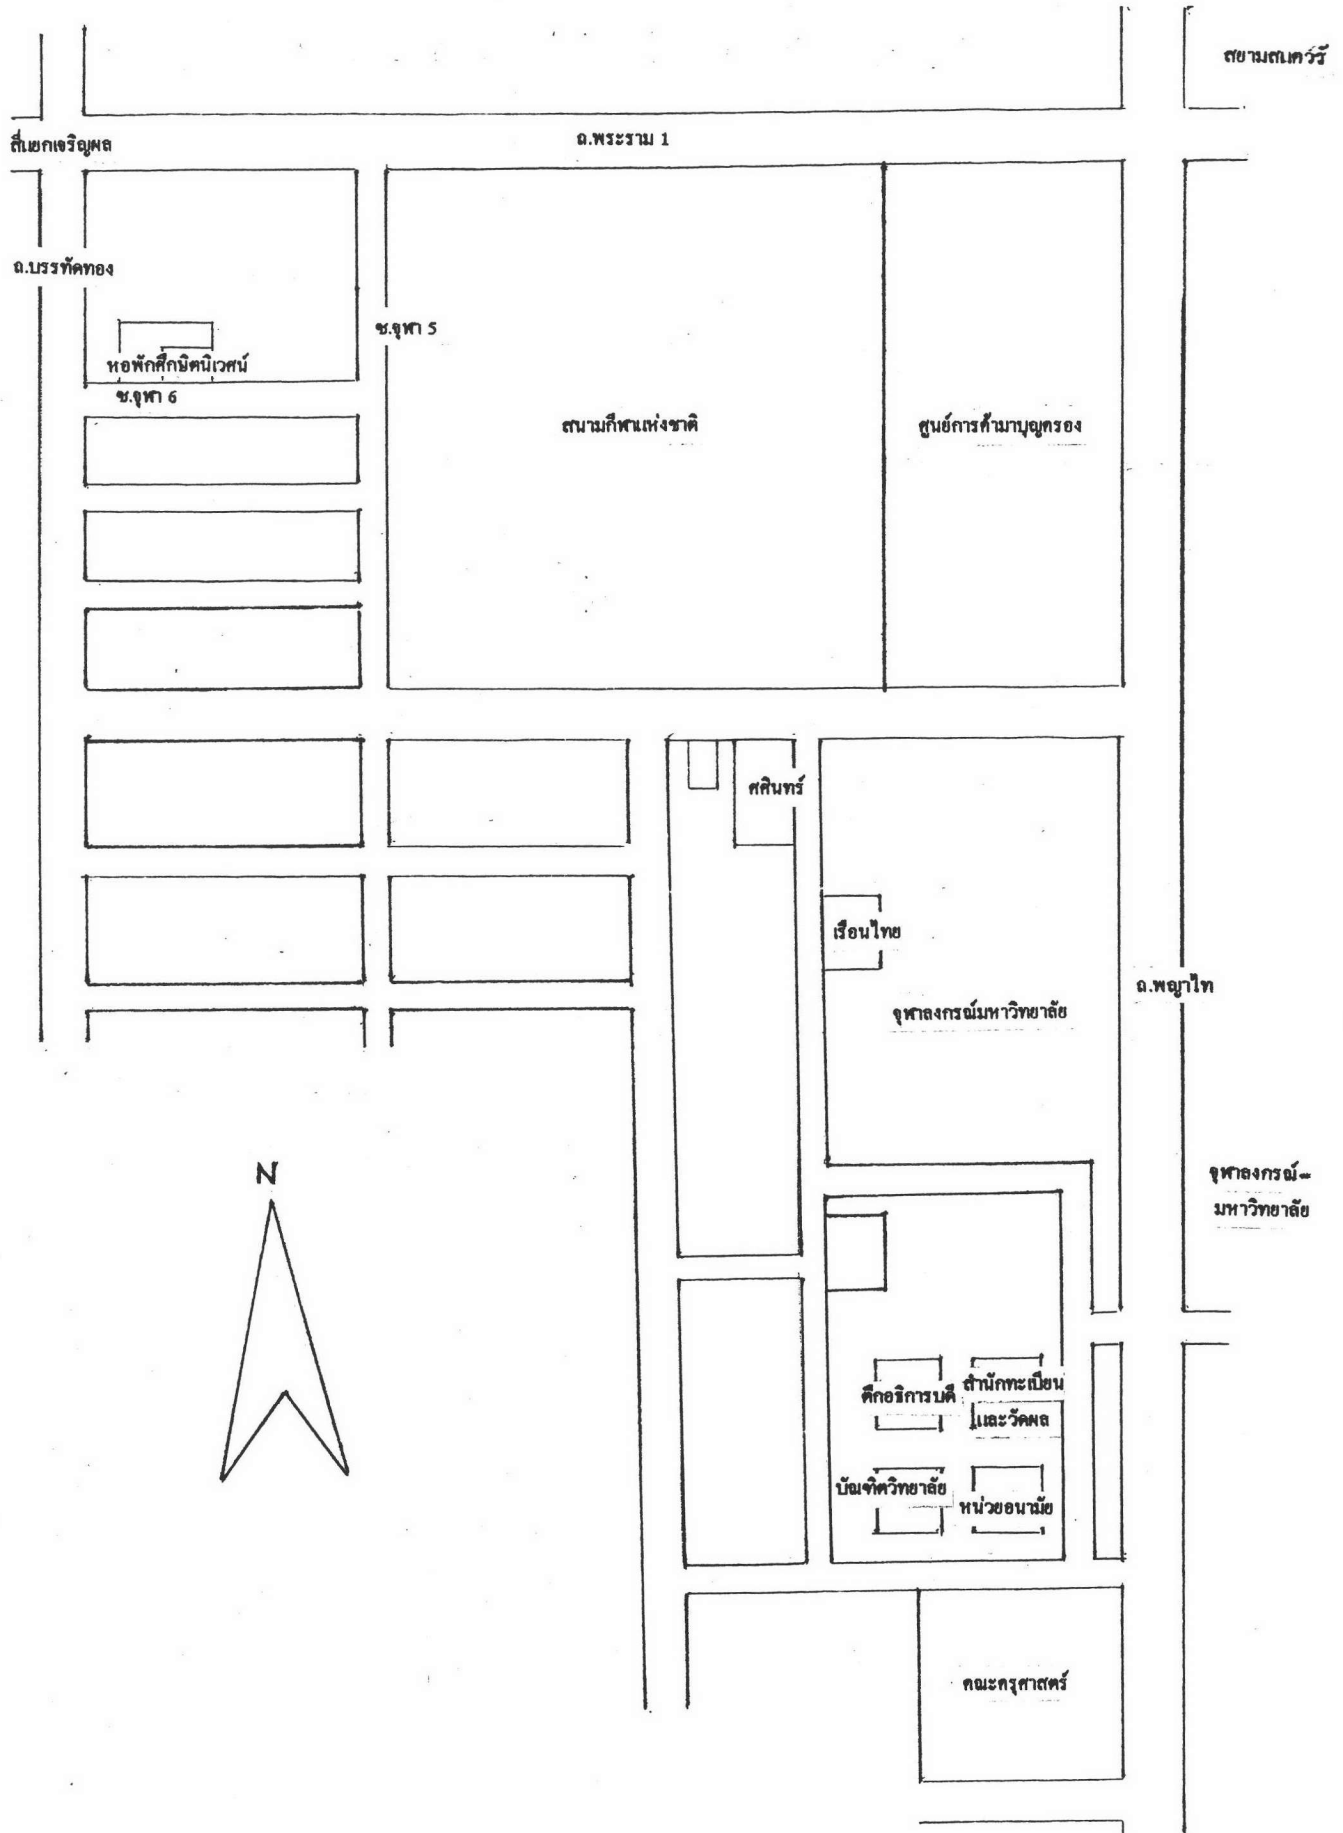 สยามสแควร์
สี่แยกเจริญผล
ถ.พระราม 1
ถ.บรรทัดทอง
ซ.จุฬา 5
หอพักศึกษิตนิเวศน์
ซ.จุฬา 6
สนามกีฬาแห่งชาติ
ศูนย์การค้ามาบุญครอง
ศศินทร์
เรือนไทย
ถ.พญาไท
จุฬาลงกรณ์มหาวิทยาลัย
N
จุฬาลงกรณ์-
มหาวิทยาลัย
ตึกอธิการบดี
สำนักทะเบียน
และวัดผล
บัณฑิตวิทยาลัย
หน่วยอนามัย
คณะครุศาสตร์